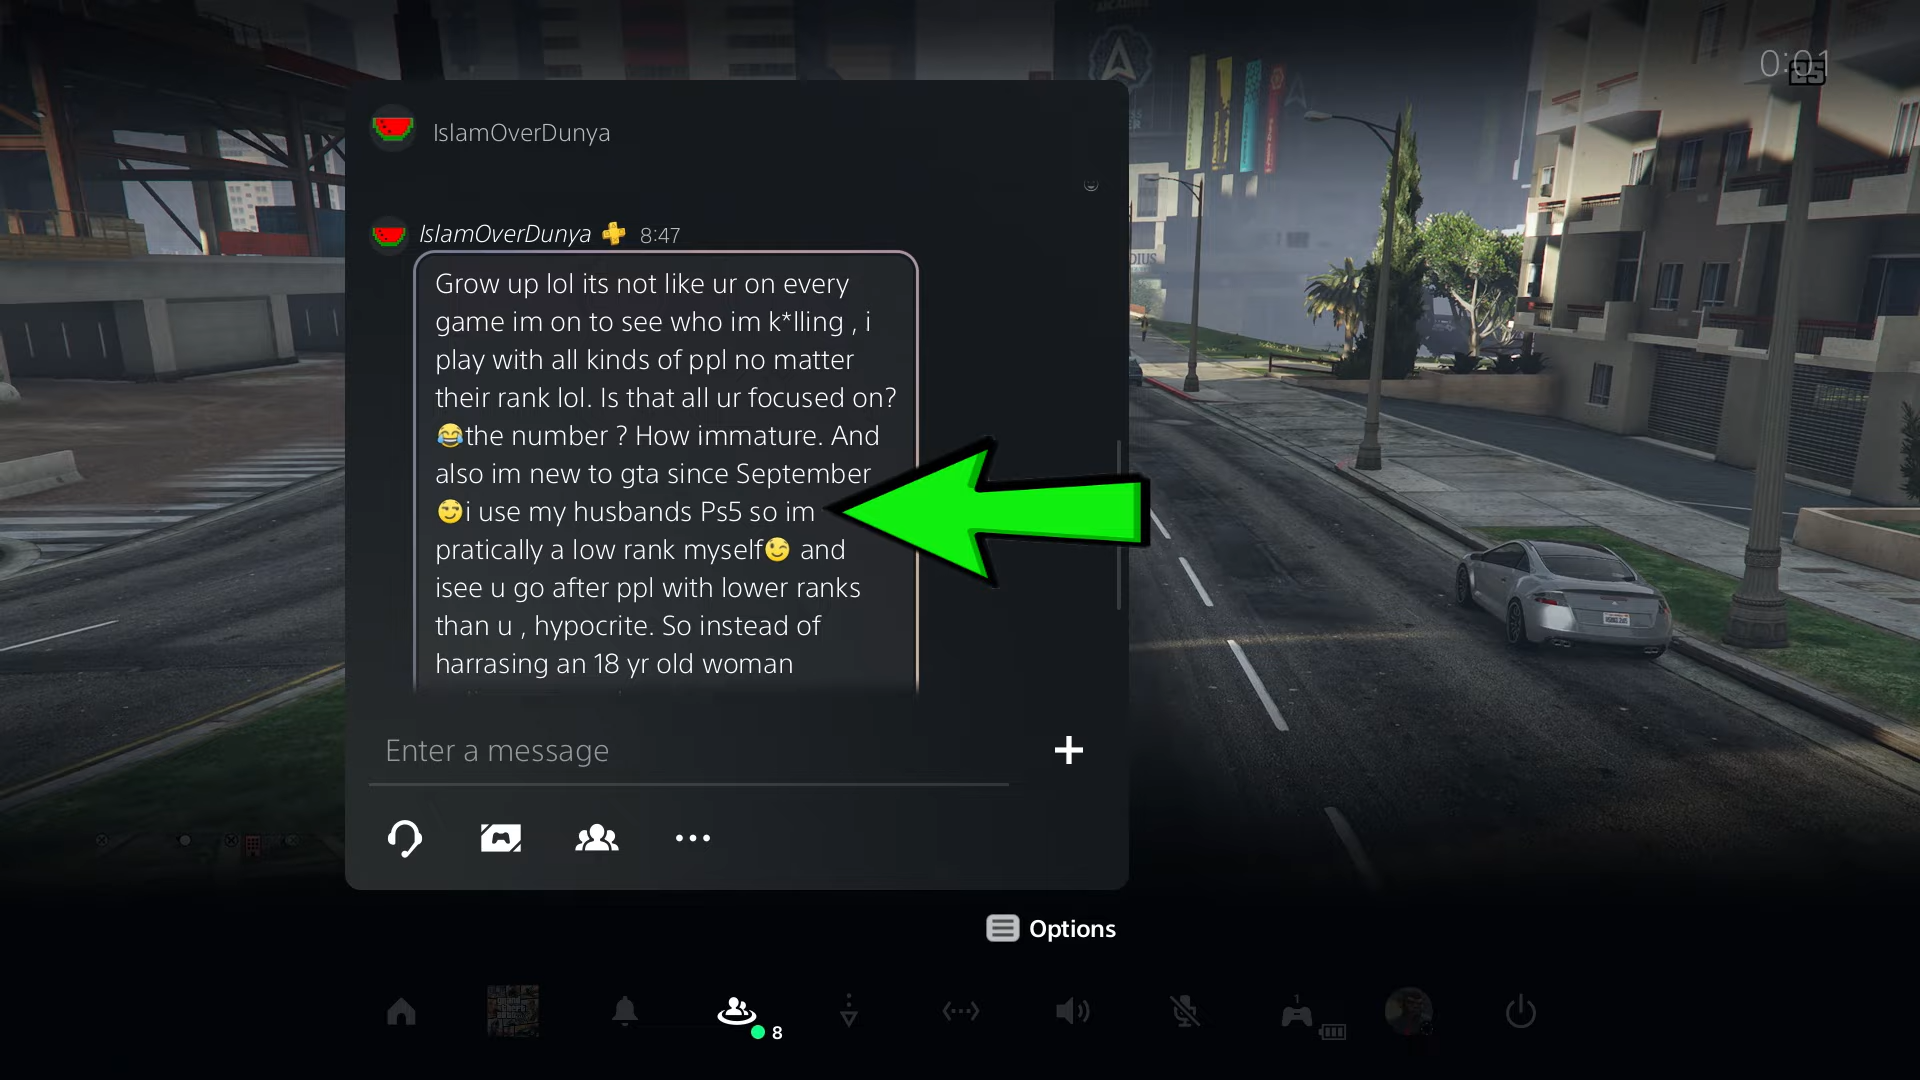 0:01
IslamOverDunya
IslamOverDunya 8:47
Grow up lol its not like ur on every
game im on to see who im k*lling , i
play with all kinds of ppl no matter
their rank lol. Is that all ur focused on?
😂the number ? How immature. And
also im new to gta since September
😏i use my husbands Ps5 so im
pratically a low rank myself😉 and
isee u go after ppl with lower ranks
than u , hypocrite. So instead of
harrasing an 18 yr old woman
Enter a message
Options
8
1